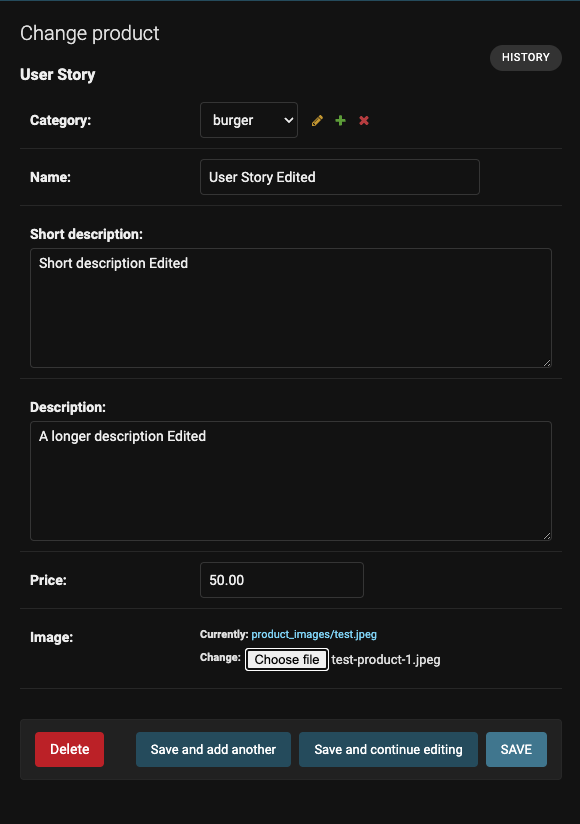 Change product
HISTORY
User Story
Category: burger
Name: User Story Edited
Short description:
Short description Edited
Description:
A longer description Edited
Price: 50.00
Image: Currently: product_images/test.jpeg
Change: Choose file test-product-1.jpeg
Delete Save and add another Save and continue editing SAVE